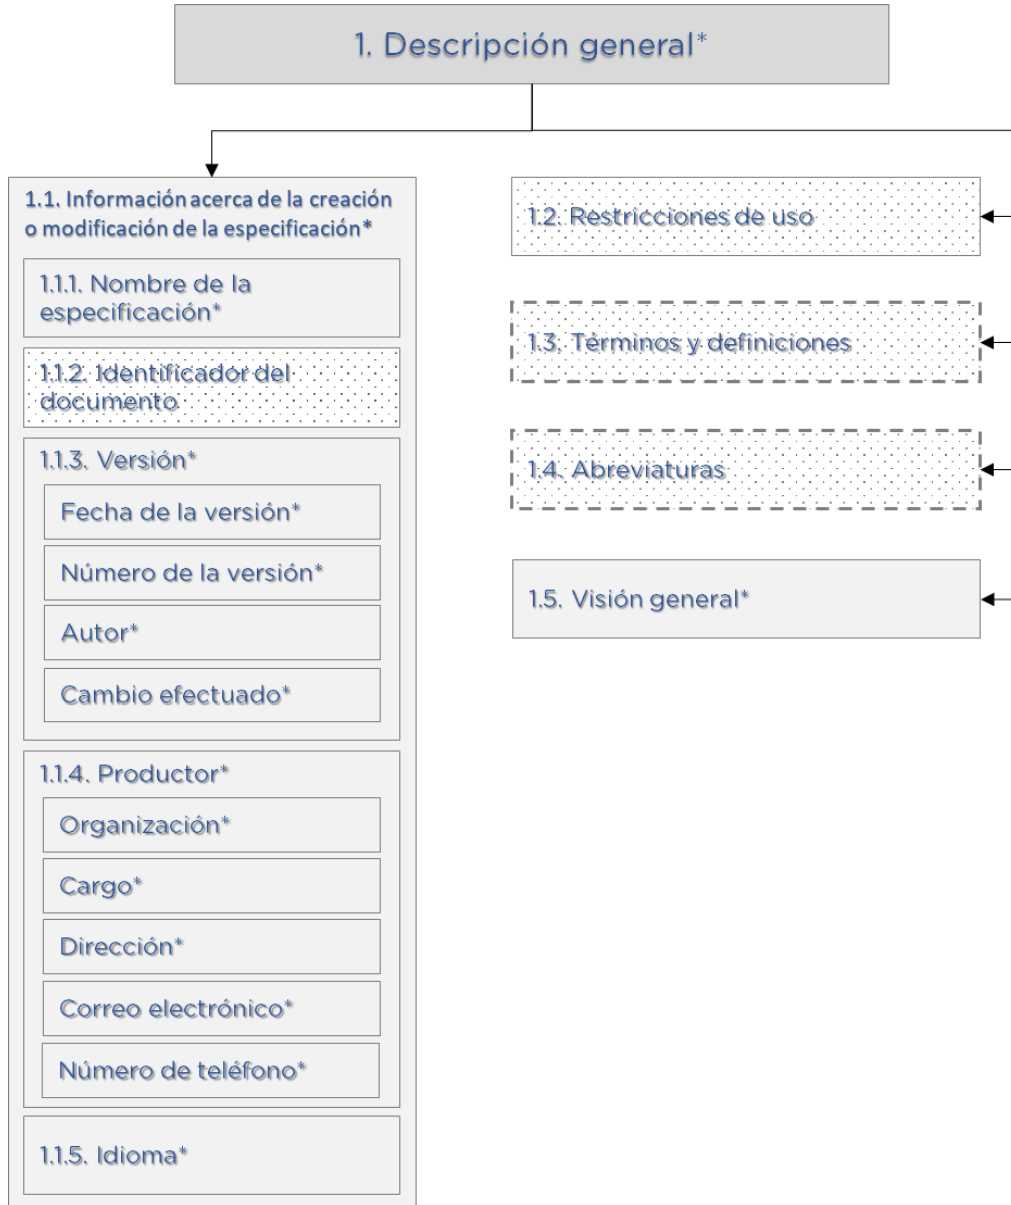 1. Descripción general*
1.1. Información acerca de la creación
o modificación de la especificación*
1.1.1. Nombre de la
especificación*
1.1.2. Identificador del
documento
1.1.3. Versión*
Fecha de la versión*
Número de la versión*
Autor*
Cambio efectuado*
1.1.4. Productor*
Organización*
Cargo*
Dirección*
Correo electrónico*
Número de teléfono*
1.1.5. Idioma*
1.2. Restricciones de uso
1.3. Términos y definiciones
1.4. Abreviaturas
1.5. Visión general*